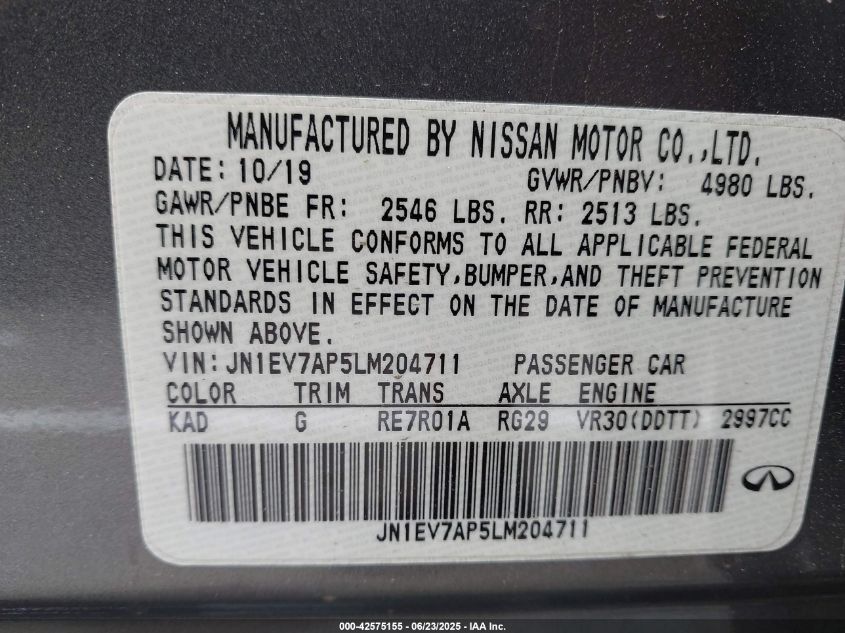 MANUFACTURED BY NISSAN MOTOR CO.,LTD.
DATE: 10/19 GVWR/PNBV: 4980 LBS.
GAWR/PNBE FR: 2546 LBS. RR: 2513 LBS.
THIS VEHICLE CONFORMS TO ALL APPLICABLE FEDERAL
MOTOR VEHICLE SAFETY,BUMPER,AND THEFT PREVENTION
STANDARDS IN EFFECT ON THE DATE OF MANUFACTURE
SHOWN ABOVE.
VIN: JN1EV7AP5LM204711 PASSENGER CAR
COLOR TRIM TRANS AXLE ENGINE
KAD G RE7R01A RG29 VR30(DDTT) 2997CC
JN1EV7AP5LM204711
000-42575155 - 06/23/2025 - IAA Inc.